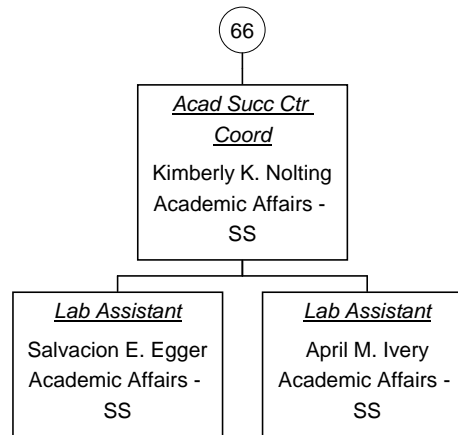 66
Acad Succ Ctr
Coord
Kimberly K. Nolting
Academic Affairs -
SS
Lab Assistant
Salvacion E. Egger
Academic Affairs -
SS
Lab Assistant
April M. Ivery
Academic Affairs -
SS